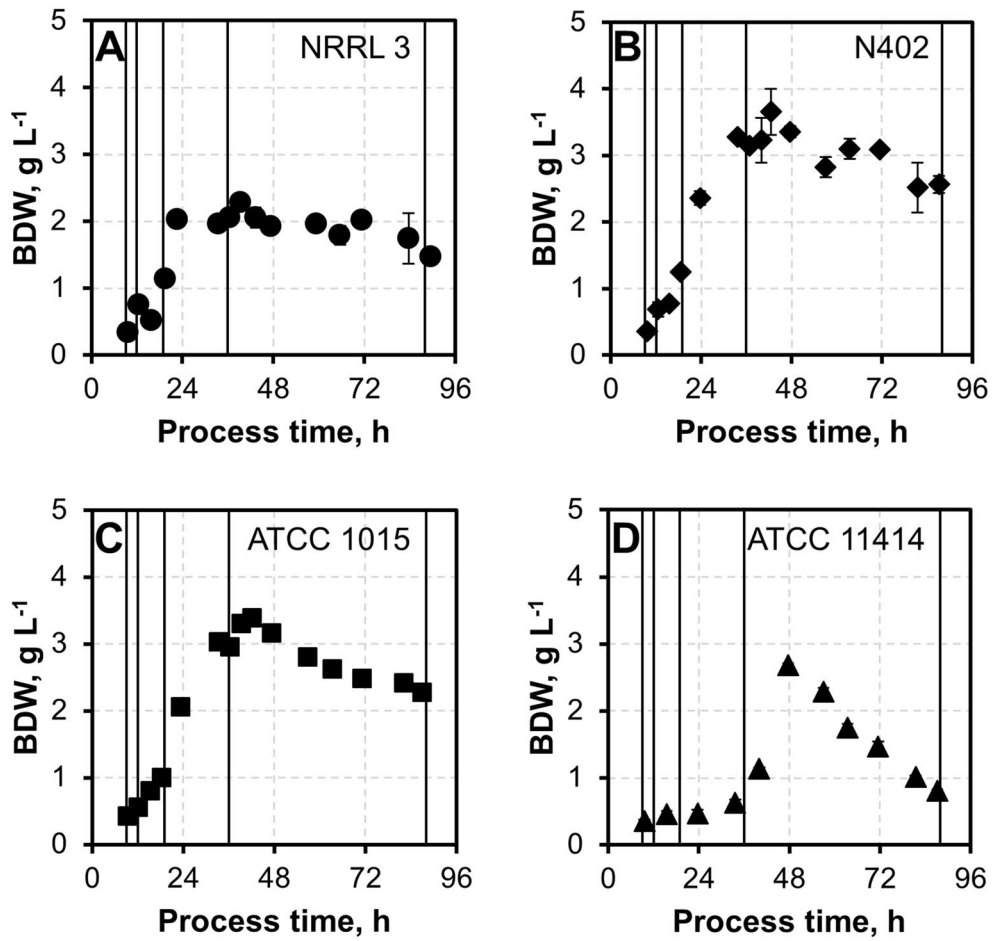 A
NRRL 3
5
4
3
2
1
0
BDW, g L-1
0 24 48 72 96
Process time, h
B
N402
5
4
3
2
1
0
BDW, g L-1
0 24 48 72 96
Process time, h
C
ATCC 1015
5
4
3
2
1
0
BDW, g L-1
0 24 48 72 96
Process time, h
D
ATCC 11414
5
4
3
2
1
0
BDW, g L-1
0 24 48 72 96
Process time, h